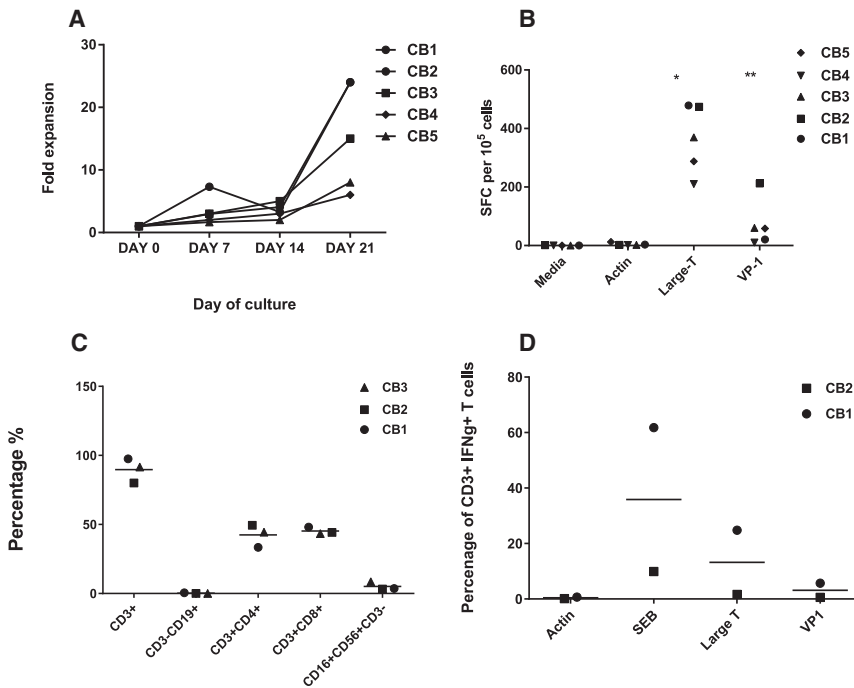 A
Fold expansion
30
20
10
0
DAY 0 DAY 7 DAY 14 DAY 21
Day of culture
CB1
CB2
CB3
CB4
CB5
B
SFC per 10⁵ cells
600
400
200
0
* **
Media Actin Large-T VP-1
CB5
CB4
CB3
CB2
CB1
C
Percentage %
150
100
50
0
CD3+ CD3-CD19+ CD3+CD4+ CD3+CD8+ CD16+CD56+CD3-
CB3
CB2
CB1
D
Percenage of CD3+ IFNg+ T cells
80
60
40
20
0
Actin SEB Large T VP1
CB2
CB1